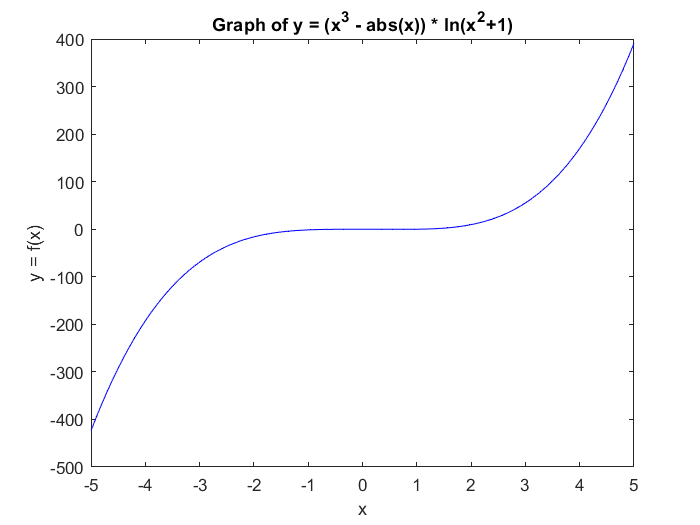 Graph of y = (x³ - abs(x)) * ln(x²+1)
400
300
200
100
0
-100
-200
-300
-400
-500
y = f(x)
-5 -4 -3 -2 -1 0 1 2 3 4 5
x